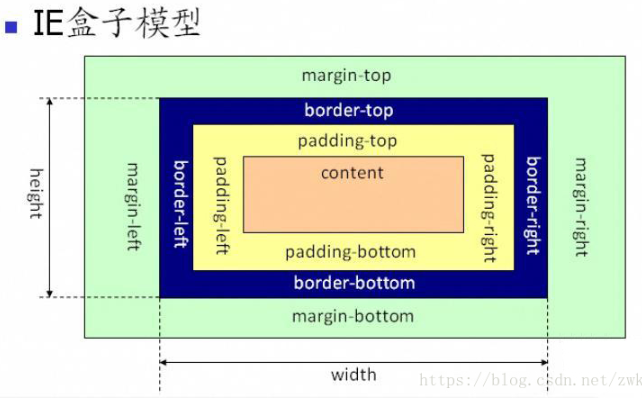 IE盒子模型
margin-top
border-top
padding-top
content
height
margin-left
border-left
padding-left
padding-right
border-right
margin-right
padding-bottom
border-bottom
margin-bottom
width
https://blog.csdn.net/zwk